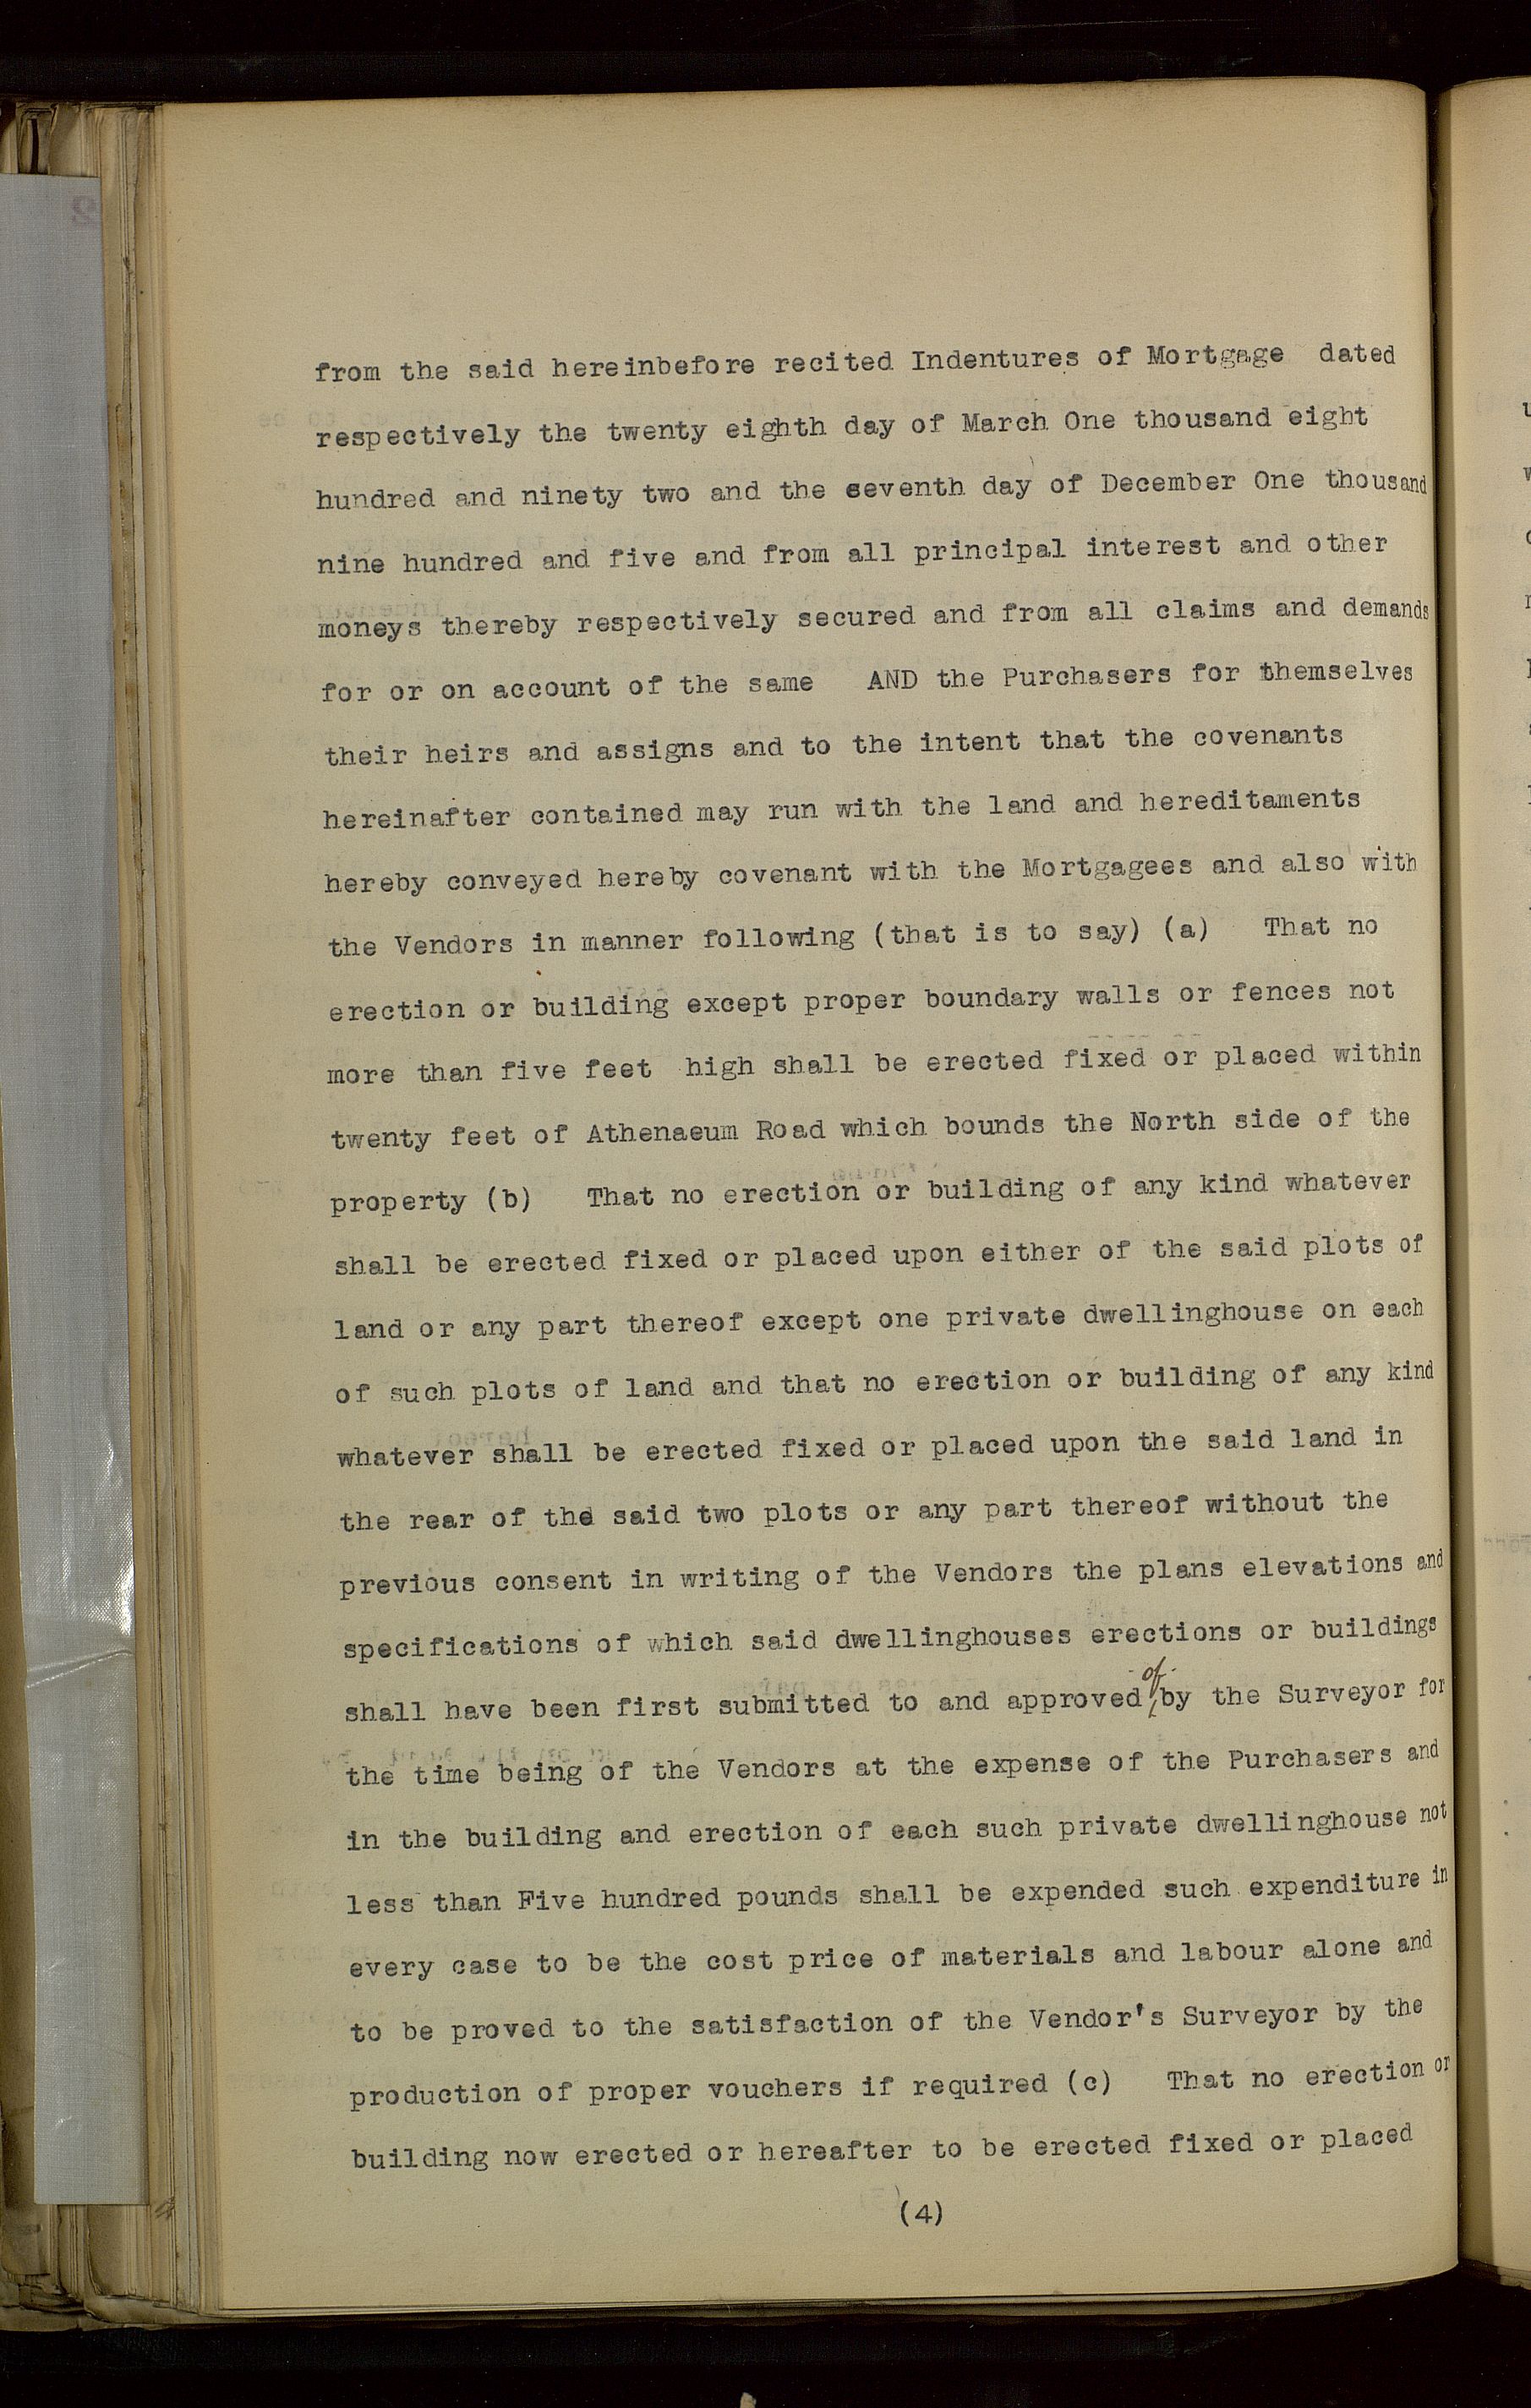 from the said hereinbefore recited Indentures of Mortgage dated
respectively the twenty eighth day of March One thousand eight
hundred and ninety two and the seventh day of December One thousand
nine hundred and five and from all principal interest and other
moneys thereby respectively secured and from all claims and demands
for or on account of the same AND the Purchasers for themselves
their heirs and assigns and to the intent that the covenants
hereinafter contained may run with the land and hereditaments
hereby conveyed hereby covenant with the Mortgagees and also with
the Vendors in manner following (that is to say) (a) That no
erection or building except proper boundary walls or fences not
more than five feet high shall be erected fixed or placed within
twenty feet of Athenaeum Road which bounds the North side of the
property (b) That no erection or building of any kind whatever
shall be erected fixed or placed upon either of the said plots of
land or any part thereof except one private dwellinghouse on each
of such plots of land and that no erection or building of any kind
whatever shall be erected fixed or placed upon the said land in
the rear of the said two plots or any part thereof without the
previous consent in writing of the Vendors the plans elevations and
specifications of which said dwellinghouses erections or buildings
shall have been first submitted to and approved of by the Surveyor for
the time being of the Vendors at the expense of the Purchasers and
in the building and erection of each such private dwellinghouse not
less than Five hundred pounds shall be expended such expenditure in
every case to be the cost price of materials and labour alone and
to be proved to the satisfaction of the Vendor's Surveyor by the
production of proper vouchers if required (c) That no erection or
building now erected or hereafter to be erected fixed or placed
(4)